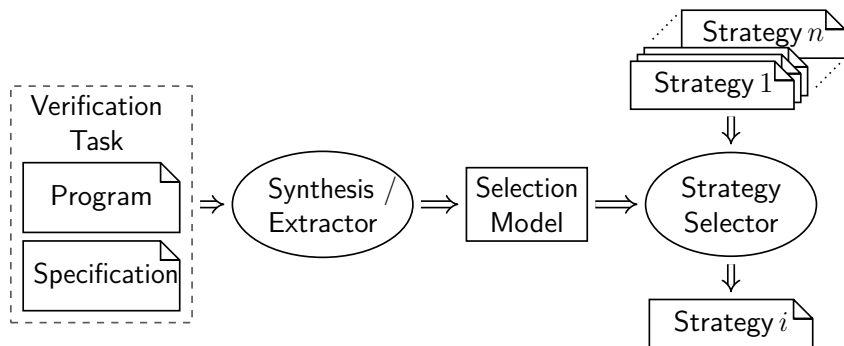 Strategy n
Strategy 1
Verification
Task
Program
Specification
Synthesis /
Extractor
Selection
Model
Strategy
Selector
Strategy i